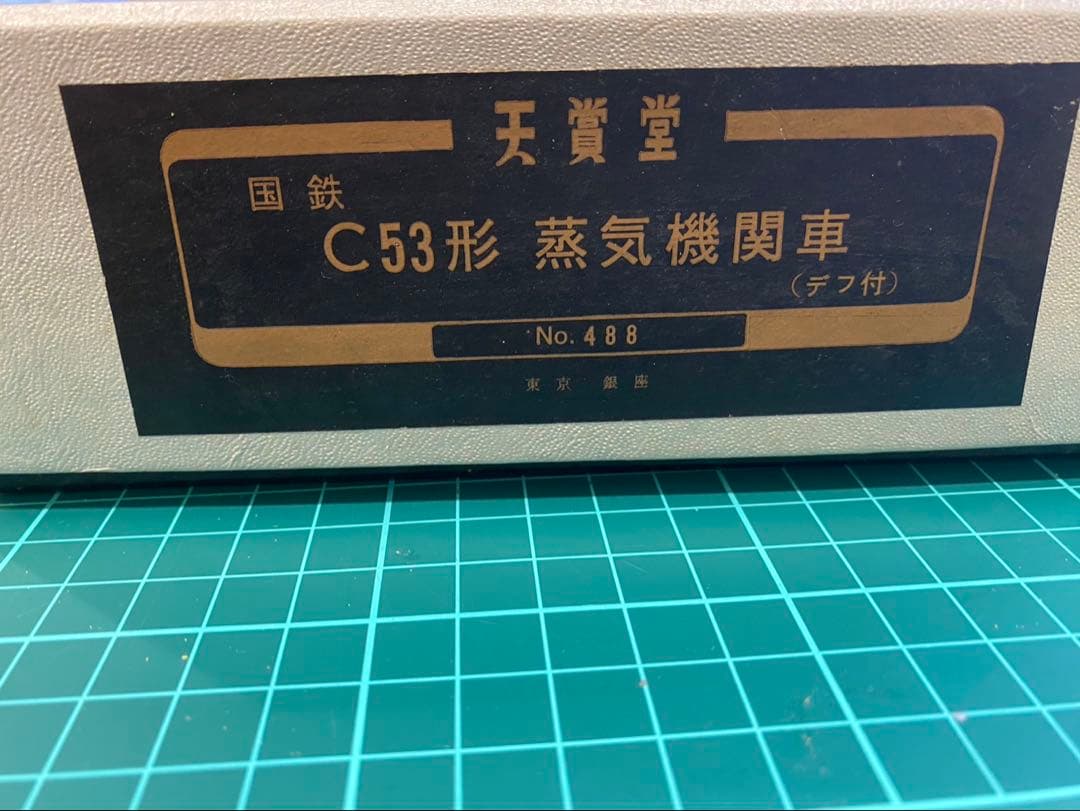 天賞堂
国鉄
C53形 蒸気機関車
(デフ付)
No. 488
東京 銀座